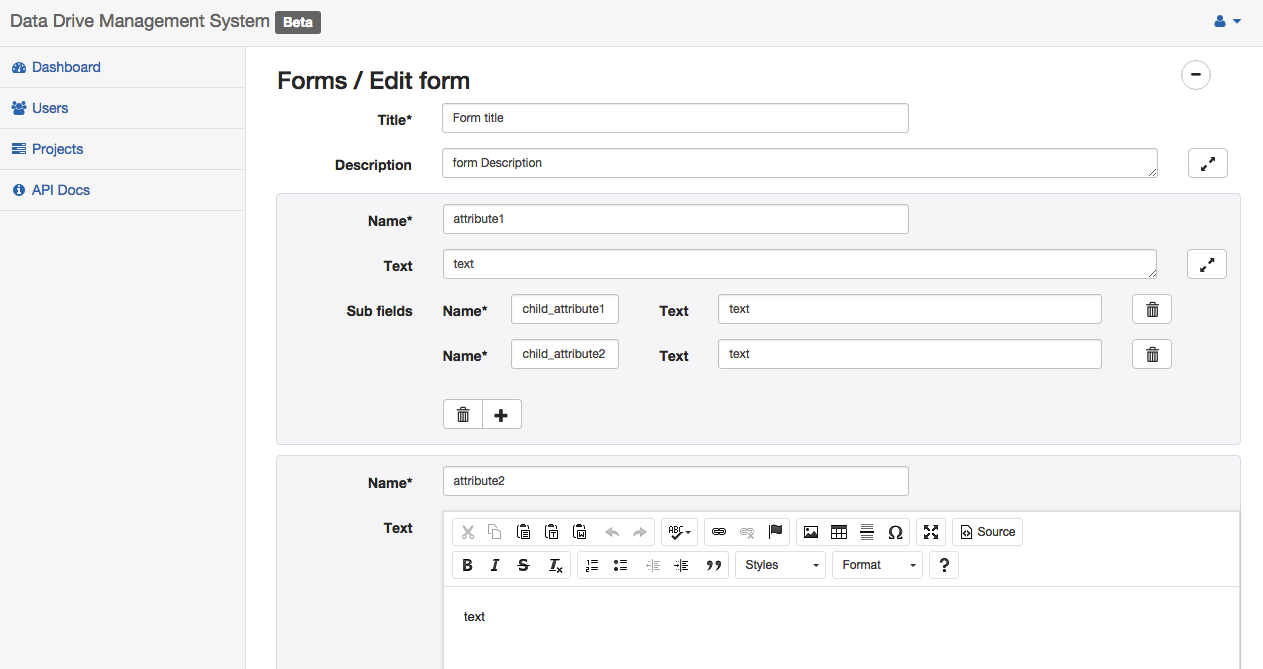 Data Drive Management System Beta
Dashboard
Users
Projects
API Docs
Forms / Edit form
Title* Form title
Description form Description
Name* attribute1
Text text
Sub fields Name* child_attribute1 Text text
Name* child_attribute2 Text text
Name* attribute2
Text
ABC Ω Source
B I S Tx Styles Format ?
text